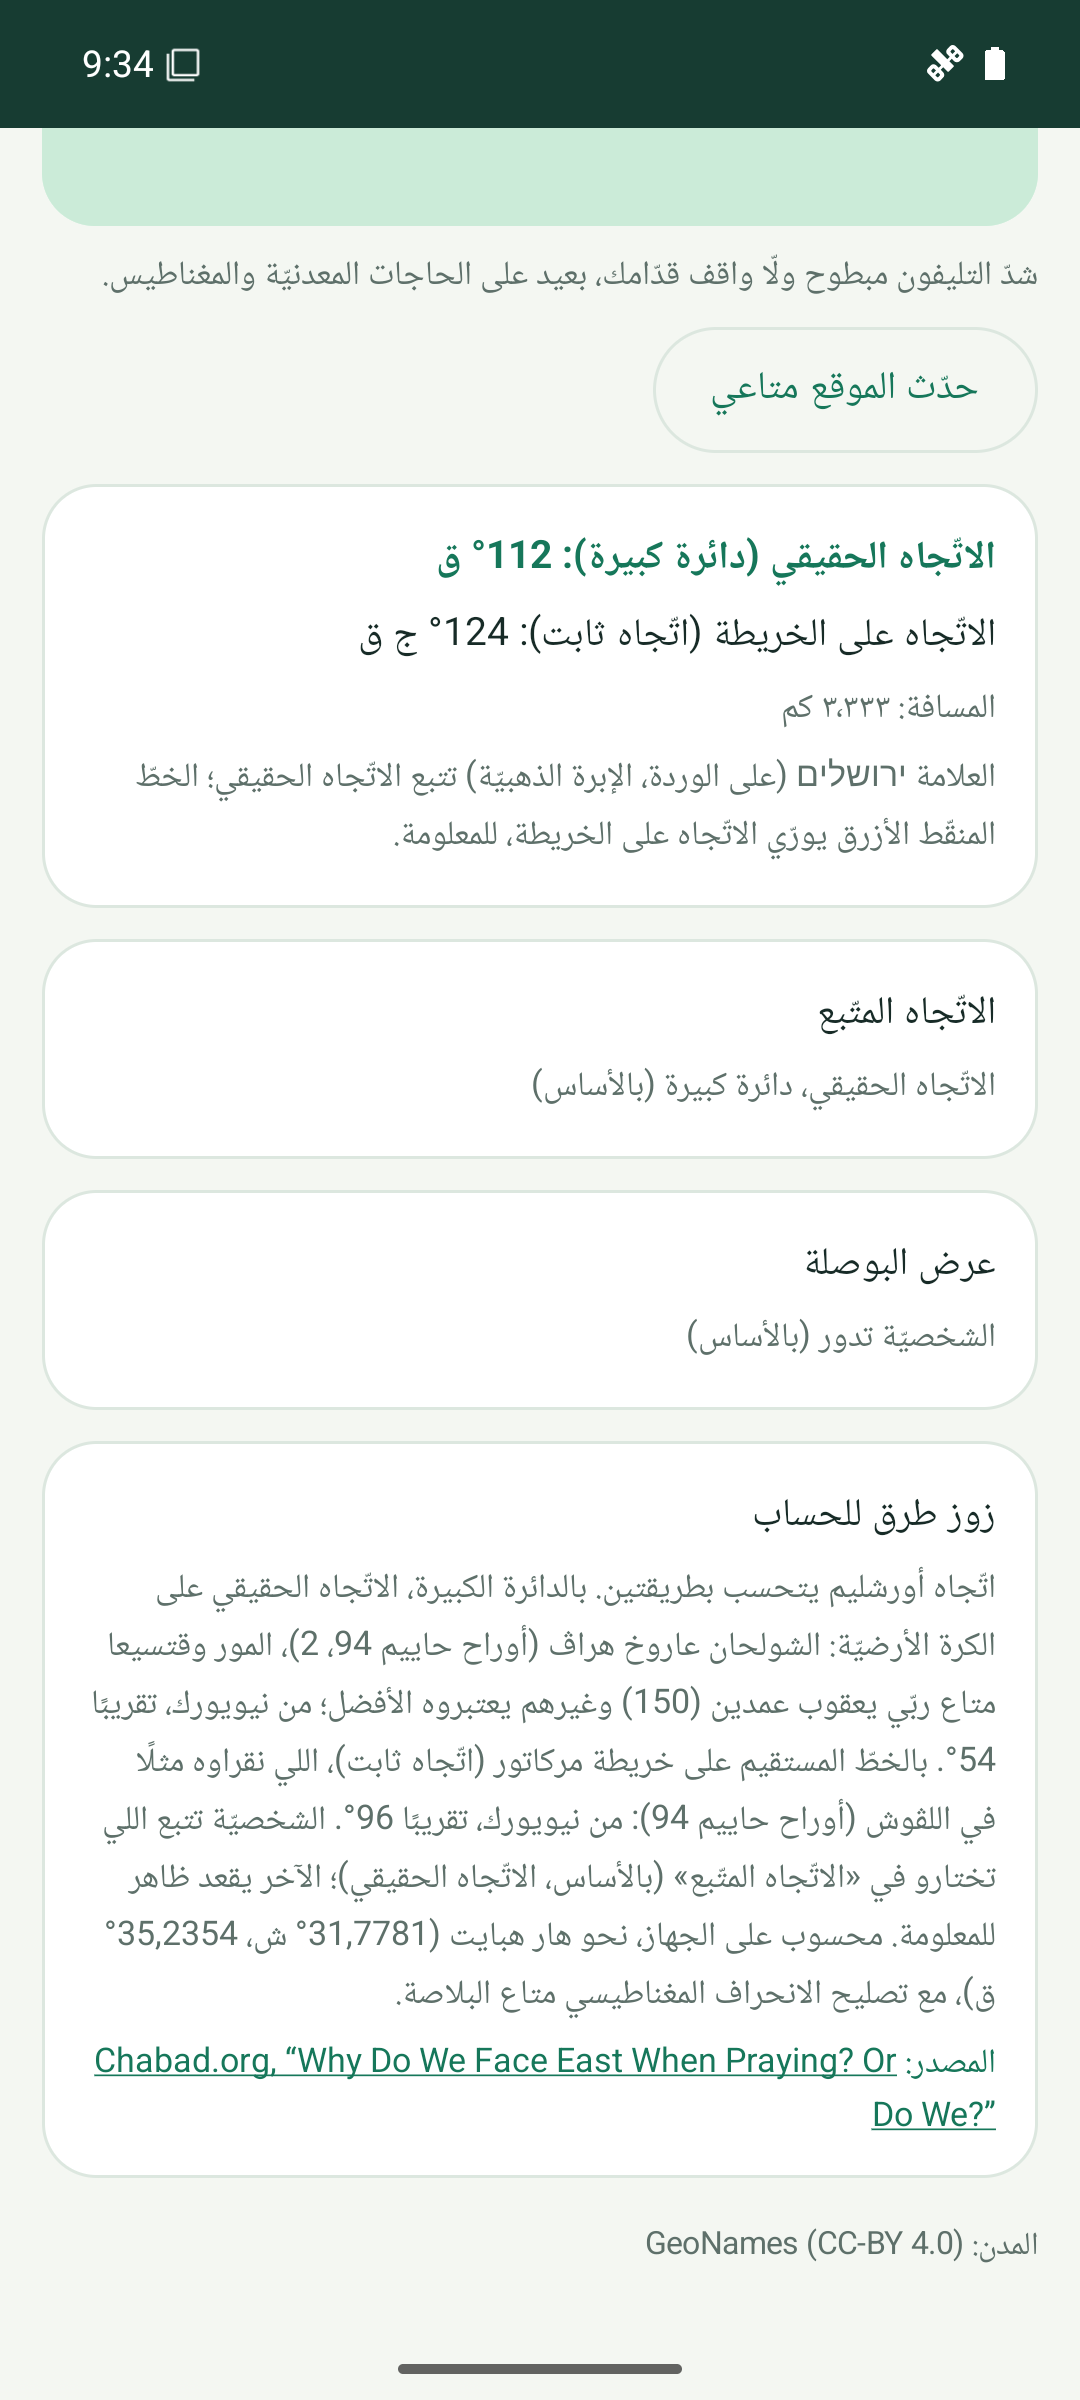 9:34
شدّ التليفون مبطوح ولّا واقف قدّامك، بعيد على الحاجات المعدنيّة والمغناطيس.
حدّث الموقع متاعي
الاتّجاه الحقيقي (دائرة كبيرة): 112° ق
الاتّجاه على الخريطة (اتّجاه ثابت): 124° ج ق
المسافة: ٣،٣٣٣ كم
العلامة ירושלים (على الوردة، الإبرة الذهبيّة) تتبع الاتّجاه الحقيقي؛ الخطّ
المنقّط الأزرق يورّي الاتّجاه على الخريطة، للمعلومة.
الاتّجاه المتّبع
الاتّجاه الحقيقي، دائرة كبيرة (بالأساس)
عرض البوصلة
الشخصيّة تدور (بالأساس)
زوز طرق للحساب
اتّجاه أورشليم يتحسب بطريقتين. بالدائرة الكبيرة، الاتّجاه الحقيقي على
الكرة الأرضيّة: الشولحان عاروخ هراڤ (أوراح حاييم 94، 2)، المور وقتسيعا
متاع ربّي يعقوب عمدين (150) وغيرهم يعتبروه الأفضل؛ من نيويورك، تقريبًا
54°. بالخطّ المستقيم على خريطة مركاتور (اتّجاه ثابت)، اللي نقراوه مثلًا
في اللڤوش (أوراح حاييم 94): من نيويورك، تقريبًا 96°. الشخصيّة تتبع اللي
تختارو في «الاتّجاه المتّبع» (بالأساس، الاتّجاه الحقيقي)؛ الآخر يقعد ظاهر
للمعلومة. محسوب على الجهاز، نحو هار هبايت (31,7781° ش، 35,2354°
ق)، مع تصليح الانحراف المغناطيسي متاع البلاصة.
المصدر: Chabad.org, “Why Do We Face East When Praying? Or
Do We?”
المدن: GeoNames (CC-BY 4.0)